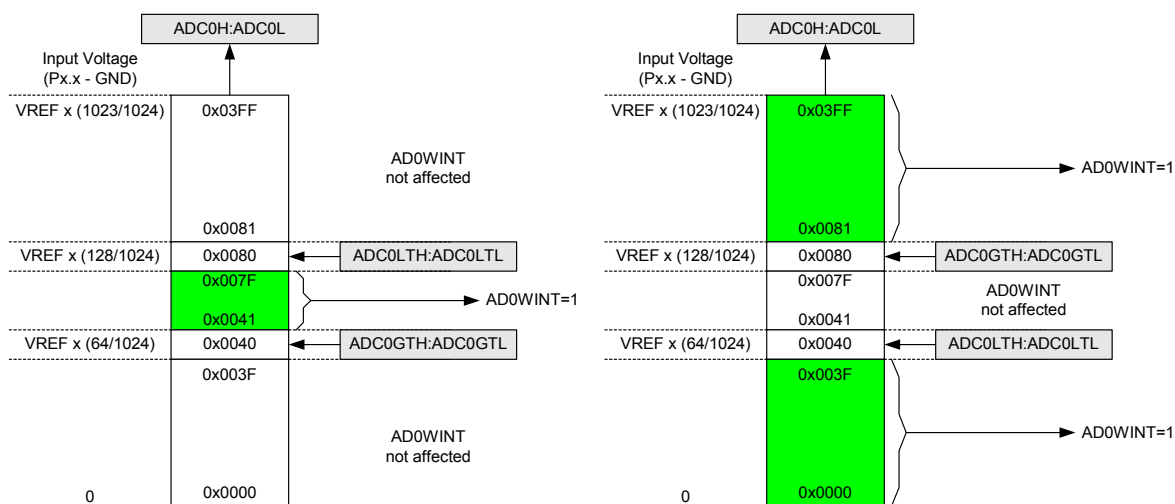 ADC0H:ADC0L
Input Voltage
(Px.x - GND)
VREF x (1023/1024)
0x03FF
AD0WINT
not affected
0x0081
VREF x (128/1024)
0x0080
ADC0LTH:ADC0LTL
0x007F
AD0WINT=1
0x0041
VREF x (64/1024)
0x0040
ADC0GTH:ADC0GTL
0x003F
AD0WINT
not affected
0
0x0000
ADC0H:ADC0L
Input Voltage
(Px.x - GND)
VREF x (1023/1024)
0x03FF
AD0WINT=1
0x0081
VREF x (128/1024)
0x0080
ADC0GTH:ADC0GTL
0x007F
AD0WINT
not affected
0x0041
VREF x (64/1024)
0x0040
ADC0LTH:ADC0LTL
0x003F
AD0WINT=1
0
0x0000